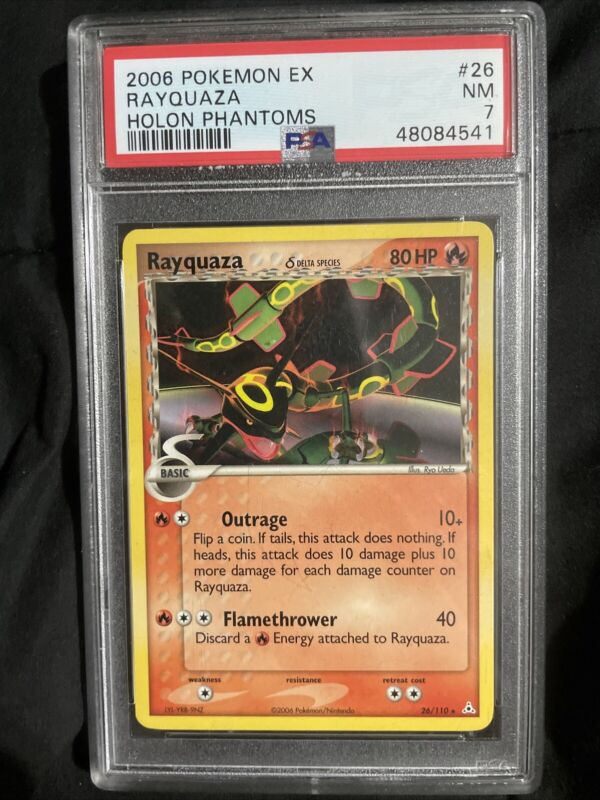 2006 POKEMON EX #26
RAYQUAZA NM
HOLON PHANTOMS 7
PSA 48084541
Rayquaza δ DELTA SPECIES 80 HP
BASIC
Illus. Ryo Ueda
Outrage 10+
Flip a coin. If tails, this attack does nothing. If
heads, this attack does 10 damage plus 10
more damage for each damage counter on
Rayquaza.
Flamethrower 40
Discard a Energy attached to Rayquaza.
weakness resistance retreat cost
LYL-YKB-9NZ ©2006 Pokémon/Nintendo 26/110 ★